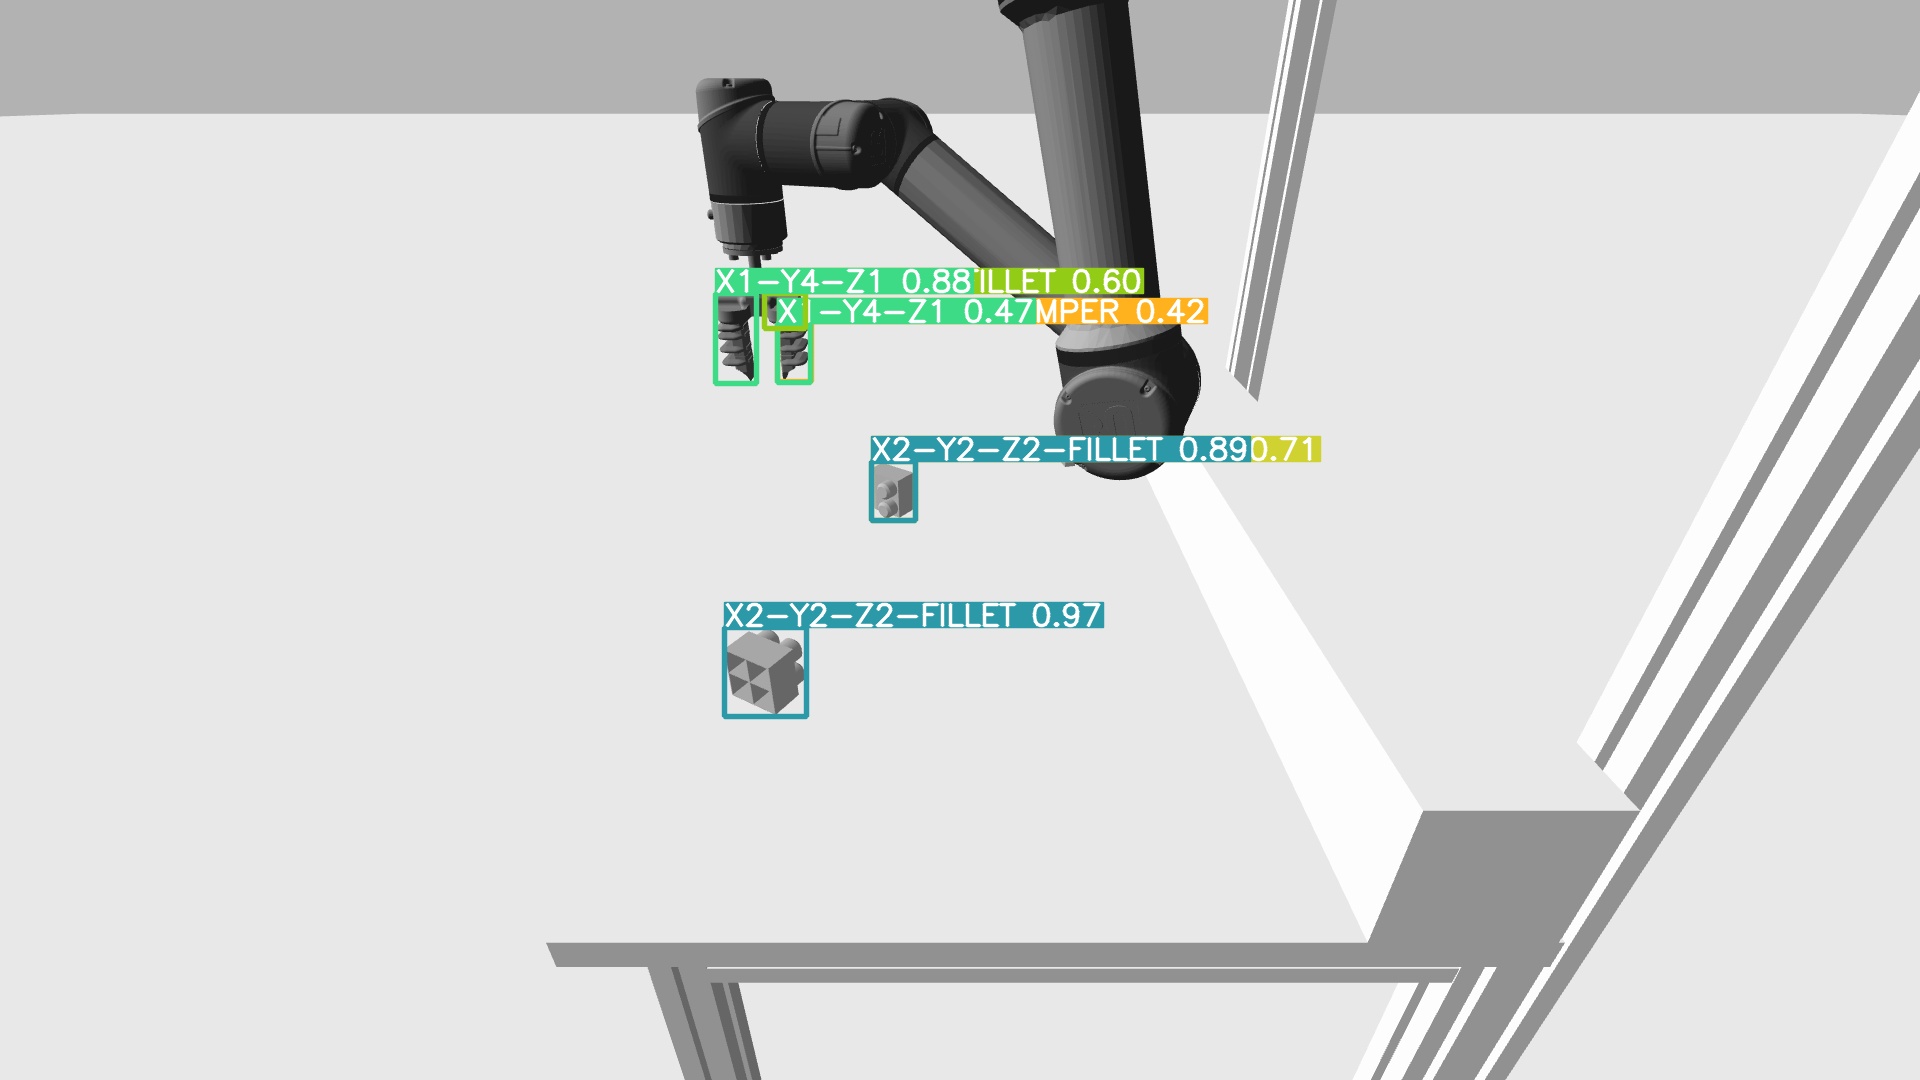 X1-Y4-Z1 0.88 ILLET 0.60
X1-Y4-Z1 0.47 MPER 0.42
X2-Y2-Z2-FILLET 0.89 0.71
X2-Y2-Z2-FILLET 0.97